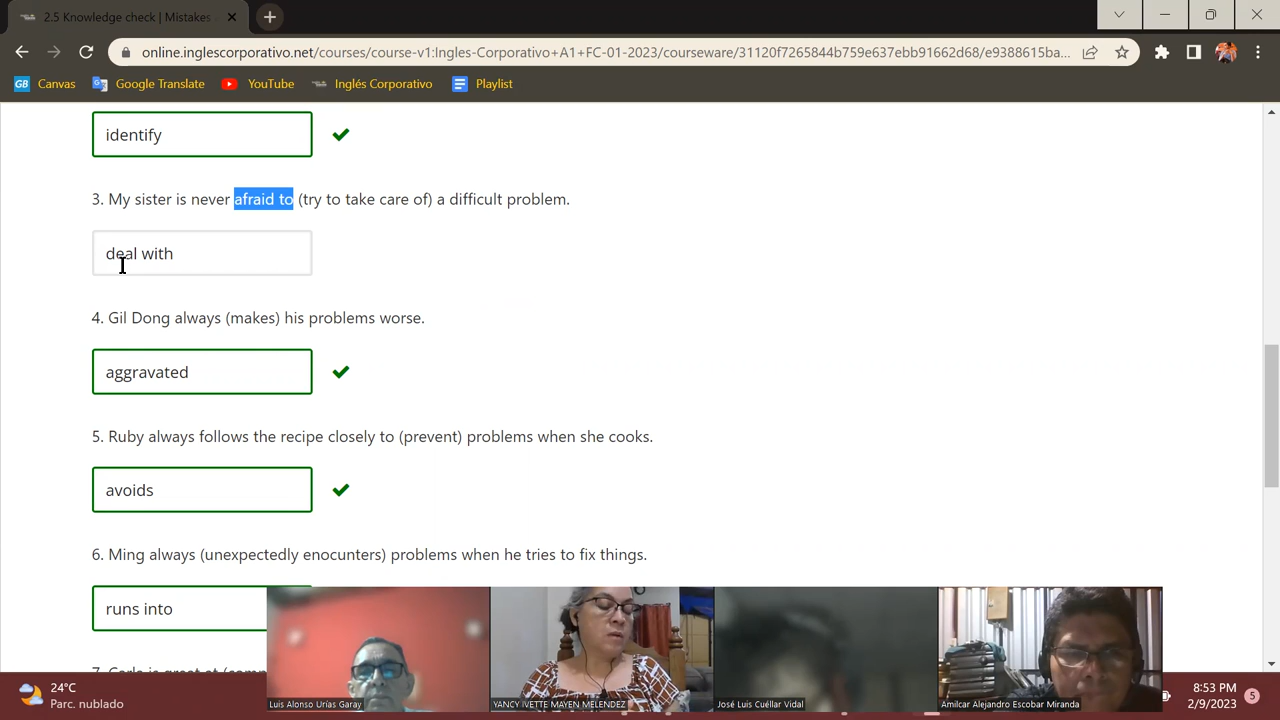 2.5 Knowledge check | Mistakes
online.inglescorporativo.net/courses/course-v1:Ingles-Corporativo+A1+FC-01-2023/courseware/31120f7265844b759e637ebb91662d68/e9388615ba...
GB Canvas Google Translate YouTube Inglés Corporativo Playlist
identify
3. My sister is never afraid to (try to take care of) a difficult problem.
deal with
4. Gil Dong always (makes) his problems worse.
aggravated
5. Ruby always follows the recipe closely to (prevent) problems when she cooks.
avoids
6. Ming always (unexpectedly enocunters) problems when he tries to fix things.
runs into
Luis Alonso Urías Garay
YANCY IVETTE MAYEN MELENDEZ
José Luis Cuéllar Vidal
Amilcar Alejandro Escobar Miranda
24°C
Parc. nublado
8:53 PM
2/9/2023
5